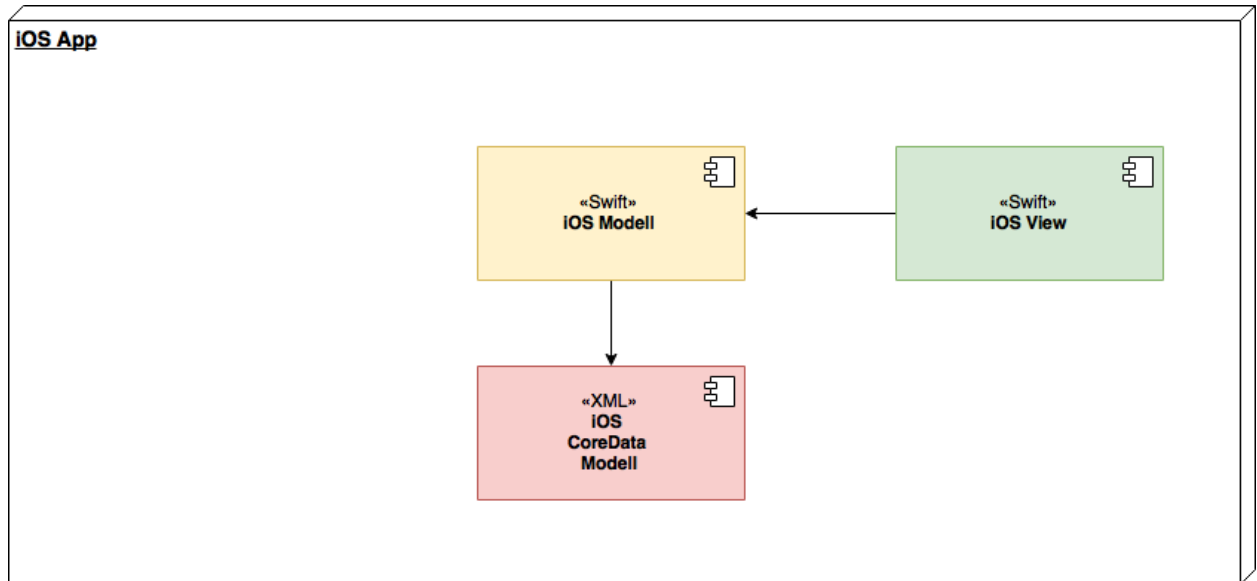 iOS App
«Swift»
iOS Modell
«Swift»
iOS View
«XML»
iOS
CoreData
Modell